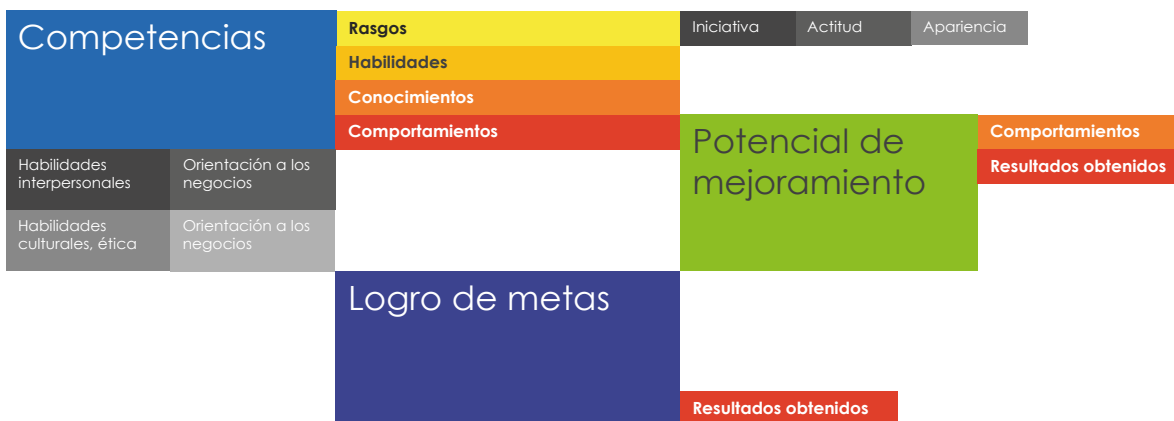 Competencias
Rasgos
Habilidades
Conocimientos
Comportamientos
Iniciativa
Actitud
Apariencia
Habilidades
interpersonales
Orientación a los
negocios
Habilidades
culturales, ética
Orientación a los
negocios
Potencial de
mejoramiento
Comportamientos
Resultados obtenidos
Logro de metas
Resultados obtenidos